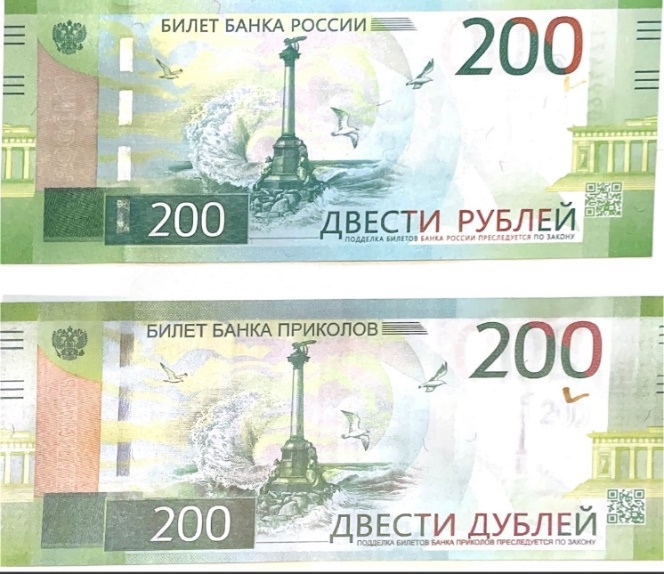 БИЛЕТ БАНКА РОССИИ
200
200
ДВЕСТИ РУБЛЕЙ
ПОДДЕЛКА БИЛЕТОВ БАНКА РОССИИ ПРЕСЛЕДУЕТСЯ ПО ЗАКОНУ
БИЛЕТ БАНКА ПРИКОЛОВ
200
200
ДВЕСТИ ДУБЛЕЙ
ПОДДЕЛКА БИЛЕТОВ БАНКА ПРИКОЛОВ ПРЕСЛЕДУЕТСЯ ПО ЗАКОНУ